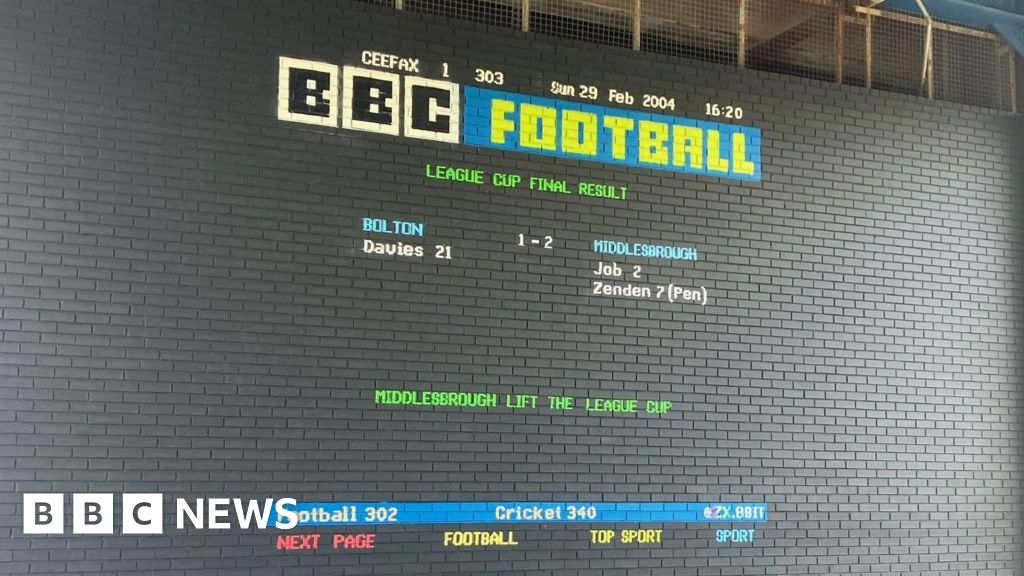 CEEFAX 1 303 Sun 29 Feb 2004 16:20
BBC FOOTBALL
LEAGUE CUP FINAL RESULT
BOLTON 1-2 MIDDLESBROUGH
Davies 21 Job 2
Zenden 7 (Pen)
MIDDLESBROUGH LIFT THE LEAGUE CUP
ootball 302 Cricket 340 @ZX.8BIT
NEXT PAGE FOOTBALL TOP SPORT SPORT
BBC NEWS